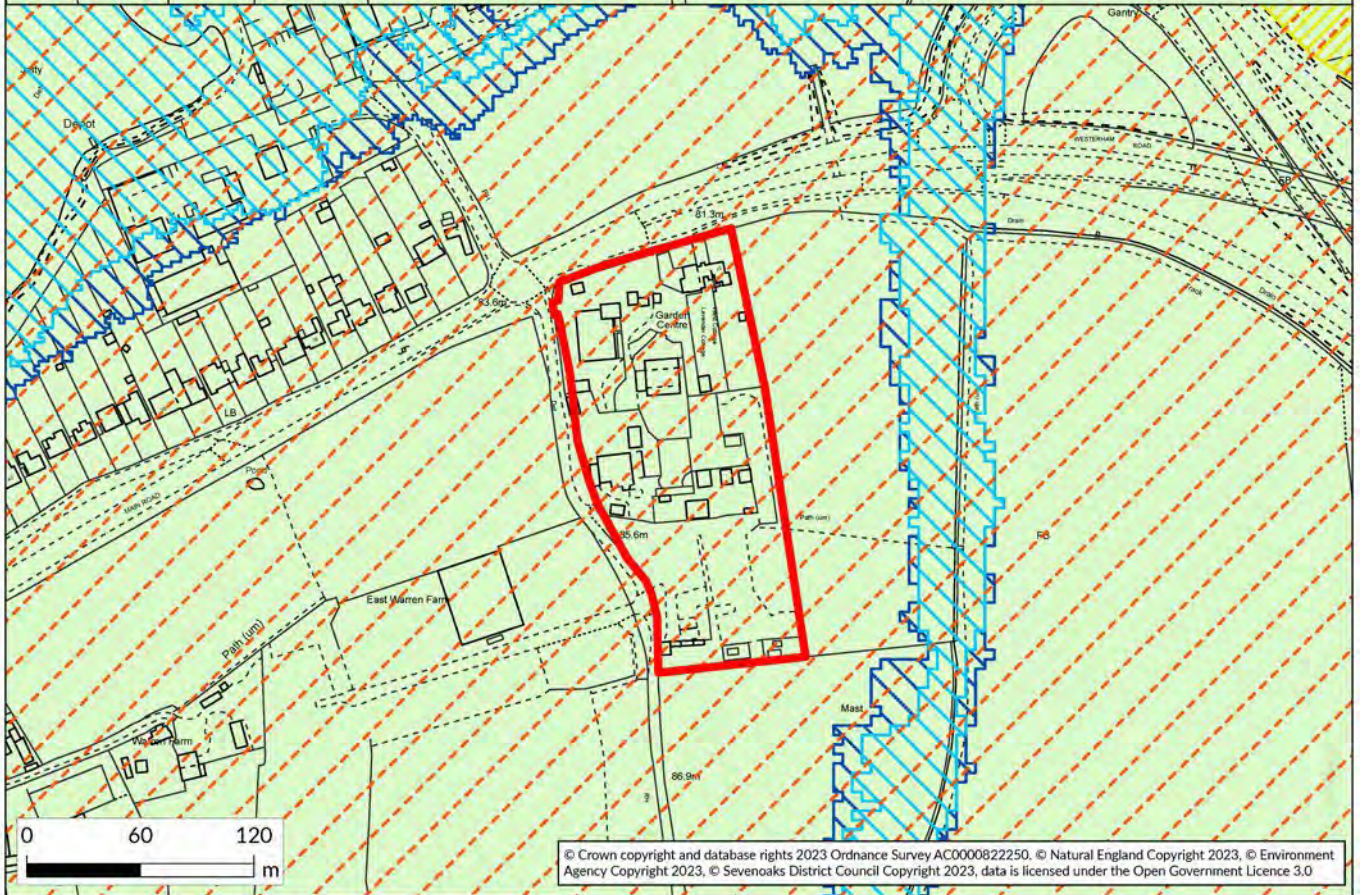 Gantry
Depot
WESTERHAM
ROAD
FB
81.3m
Drain
83.6m
Garden
Centre
Track
Drain
LB
Pond
MAIN ROAD
Path (um)
85.6m
FB
East Warren Farm
Path (um)
Mast
Warren Farm
86.9m
0 60 120
m
© Crown copyright and database rights 2023 Ordnance Survey AC0000822250. © Natural England Copyright 2023, © Environment
Agency Copyright 2023, © Sevenoaks District Council Copyright 2023, data is licensed under the Open Government Licence 3.0